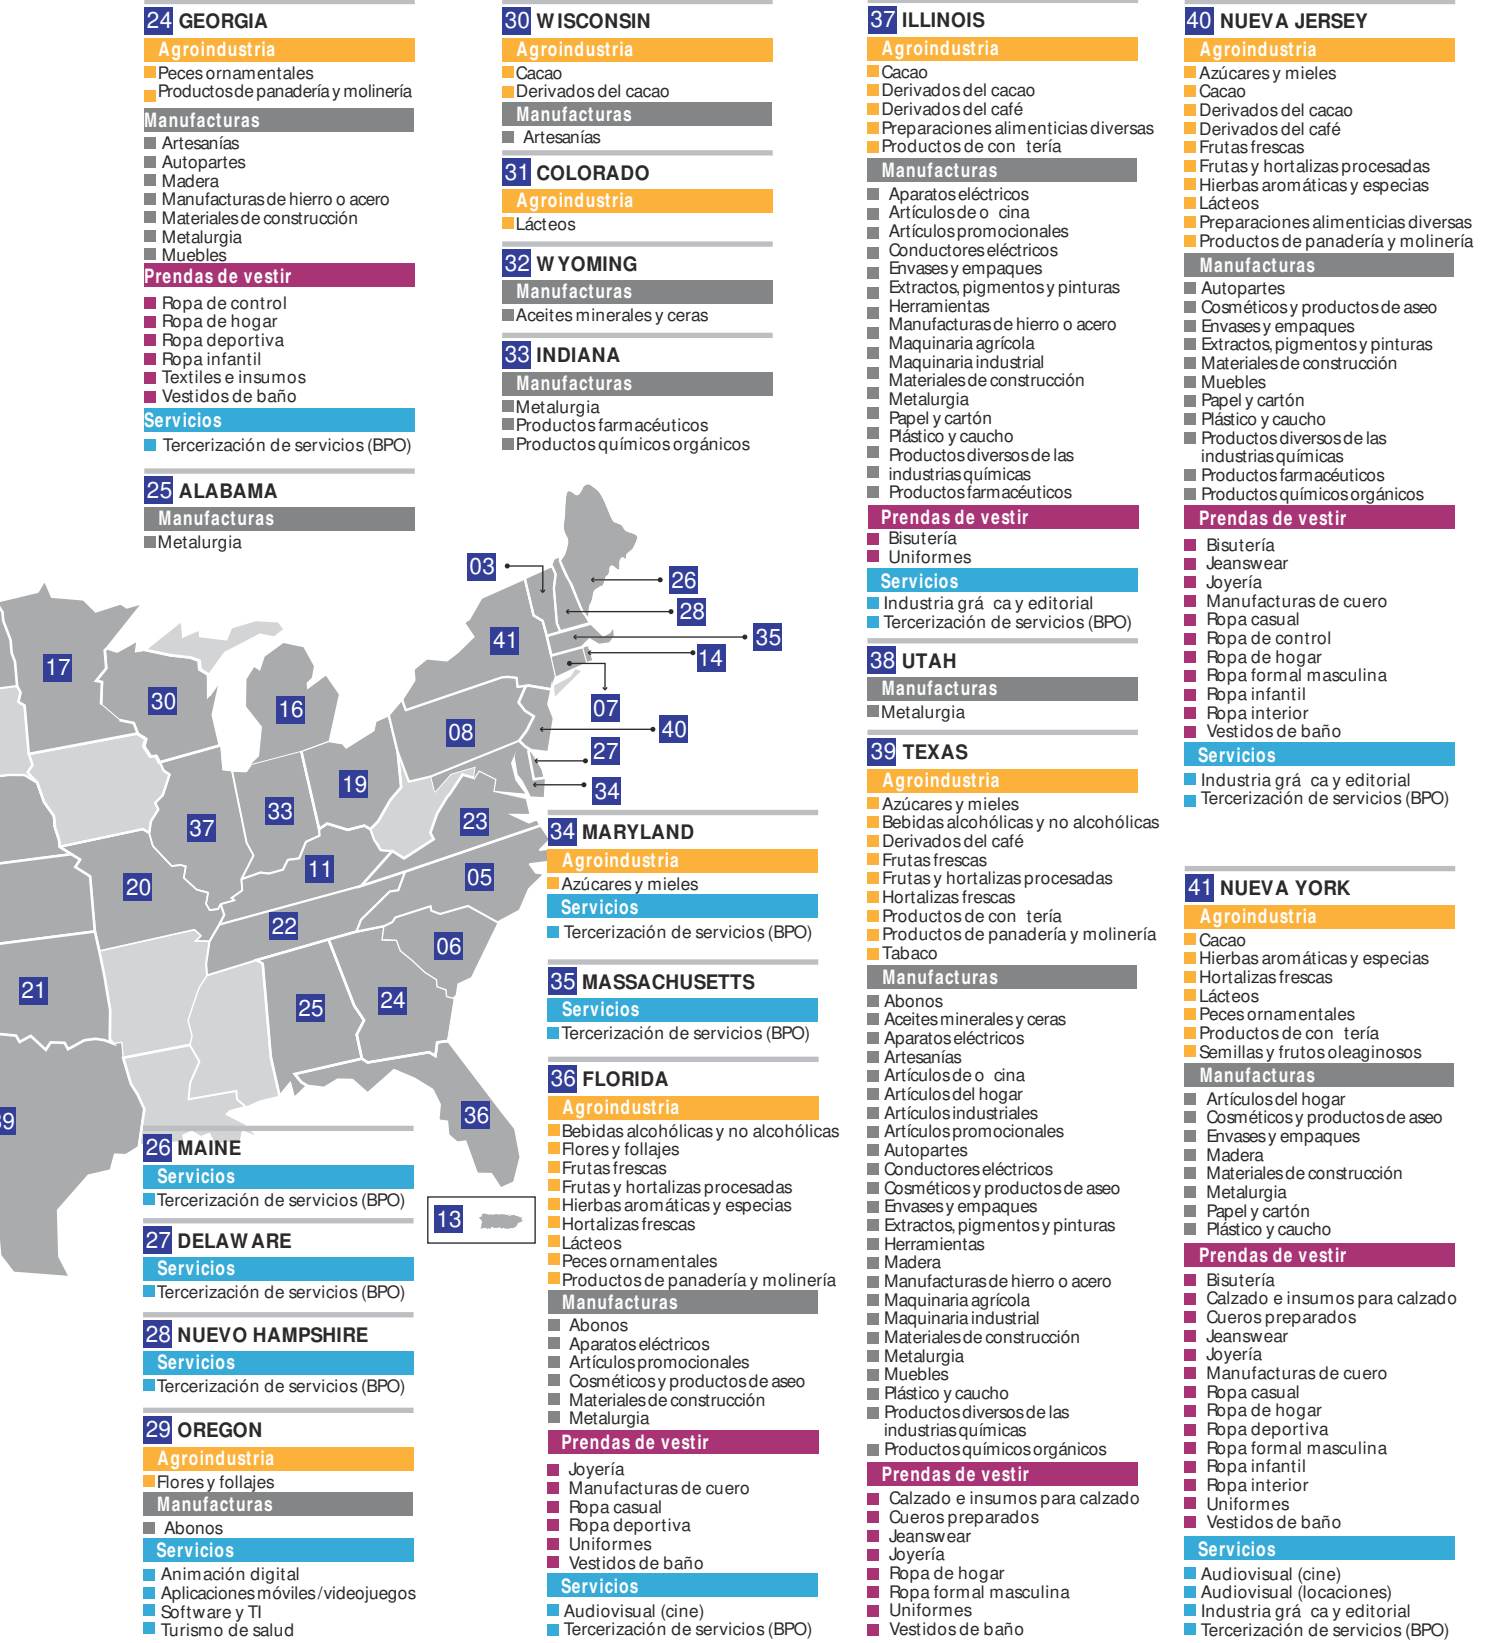 24 GEORGIA
Agroindustria
Peces ornamentales
Productos de panadería y molinería
Manufacturas
Artesanías
Autopartes
Madera
Manufacturas de hierro o acero
Materiales de construcción
Metalurgia
Muebles
Prendas de vestir
Ropa de control
Ropa de hogar
Ropa deportiva
Ropa infantil
Textiles e insumos
Vestidos de baño
Servicios
Tercerización de servicios (BPO)
25 ALABAMA
Manufacturas
Metalurgia
30 WISCONSIN
Agroindustria
Cacao
Derivados del cacao
Manufacturas
Artesanías
31 COLORADO
Agroindustria
Lácteos
32 WYOMING
Manufacturas
Aceites minerales y ceras
33 INDIANA
Manufacturas
Metalurgia
Productos farmacéuticos
Productos químicos orgánicos
03
26
28
41
35
14
17
30
16
07
08
40
27
19
34
33
37
23
11
20
05
22
06
21
25
24
39
36
13
26 MAINE
Servicios
Tercerización de servicios (BPO)
27 DELAWARE
Servicios
Tercerización de servicios (BPO)
28 NUEVO HAMPSHIRE
Servicios
Tercerización de servicios (BPO)
29 OREGON
Agroindustria
Flores y follajes
Manufacturas
Abonos
Servicios
Animación digital
Aplicaciones móviles/videojuegos
Software y TI
Turismo de salud
34 MARYLAND
Agroindustria
Azúcares y mieles
Servicios
Tercerización de servicios (BPO)
35 MASSACHUSETTS
Servicios
Tercerización de servicios (BPO)
36 FLORIDA
Agroindustria
Bebidas alcohólicas y no alcohólicas
Flores y follajes
Frutas frescas
Frutas y hortalizas procesadas
Hierbas aromáticas y especias
Hortalizas frescas
Lácteos
Peces ornamentales
Productos de panadería y molinería
Manufacturas
Abonos
Aparatos eléctricos
Artículos promocionales
Cosméticos y productos de aseo
Materiales de construcción
Metalurgia
Prendas de vestir
Joyería
Manufacturas de cuero
Ropa casual
Ropa deportiva
Uniformes
Vestidos de baño
Servicios
Audiovisual (cine)
Tercerización de servicios (BPO)
37 ILLINOIS
Agroindustria
Cacao
Derivados del cacao
Derivados del café
Preparaciones alimenticias diversas
Productos de con tería
Manufacturas
Aparatos eléctricos
Artículos de o cina
Artículos promocionales
Conductores eléctricos
Envases y empaques
Extractos, pigmentos y pinturas
Herramientas
Manufacturas de hierro o acero
Maquinaria agrícola
Maquinaria industrial
Materiales de construcción
Metalurgia
Papel y cartón
Plástico y caucho
Productos diversos de las
industrias químicas
Productos farmacéuticos
Prendas de vestir
Bisutería
Uniformes
Servicios
Industria grá ca y editorial
Tercerización de servicios (BPO)
38 UTAH
Manufacturas
Metalurgia
39 TEXAS
Agroindustria
Azúcares y mieles
Bebidas alcohólicas y no alcohólicas
Derivados del café
Frutas frescas
Frutas y hortalizas procesadas
Hortalizas frescas
Productos de con tería
Productos de panadería y molinería
Tabaco
Manufacturas
Abonos
Aceites minerales y ceras
Aparatos eléctricos
Artesanías
Artículos de o cina
Artículos del hogar
Artículos industriales
Artículos promocionales
Autopartes
Conductores eléctricos
Cosméticos y productos de aseo
Envases y empaques
Extractos, pigmentos y pinturas
Herramientas
Madera
Manufacturas de hierro o acero
Maquinaria agrícola
Maquinaria industrial
Materiales de construcción
Metalurgia
Muebles
Plástico y caucho
Productos diversos de las
industrias químicas
Productos químicos orgánicos
Prendas de vestir
Calzado e insumos para calzado
Cueros preparados
Jeanswear
Joyería
Ropa de hogar
Ropa formal masculina
Uniformes
Vestidos de baño
40 NUEVA JERSEY
Agroindustria
Azúcares y mieles
Cacao
Derivados del cacao
Derivados del café
Frutas frescas
Frutas y hortalizas procesadas
Hierbas aromáticas y especias
Lácteos
Preparaciones alimenticias diversas
Productos de panadería y molinería
Manufacturas
Autopartes
Cosméticos y productos de aseo
Envases y empaques
Extractos, pigmentos y pinturas
Materiales de construcción
Muebles
Papel y cartón
Plástico y caucho
Productos diversos de las
industrias químicas
Productos farmacéuticos
Productos químicos orgánicos
Prendas de vestir
Bisutería
Jeanswear
Joyería
Manufacturas de cuero
Ropa casual
Ropa de control
Ropa de hogar
Ropa formal masculina
Ropa infantil
Ropa interior
Vestidos de baño
Servicios
Industria grá ca y editorial
Tercerización de servicios (BPO)
41 NUEVA YORK
Agroindustria
Cacao
Hierbas aromáticas y especias
Hortalizas frescas
Lácteos
Peces ornamentales
Productos de con tería
Semillas y frutos oleaginosos
Manufacturas
Artículos del hogar
Cosméticos y productos de aseo
Envases y empaques
Madera
Materiales de construcción
Metalurgia
Papel y cartón
Plástico y caucho
Prendas de vestir
Bisutería
Calzado e insumos para calzado
Cueros preparados
Jeanswear
Joyería
Manufacturas de cuero
Ropa casual
Ropa de hogar
Ropa deportiva
Ropa formal masculina
Ropa infantil
Ropa interior
Uniformes
Vestidos de baño
Servicios
Audiovisual (cine)
Audiovisual (locaciones)
Industria grá ca y editorial
Tercerización de servicios (BPO)